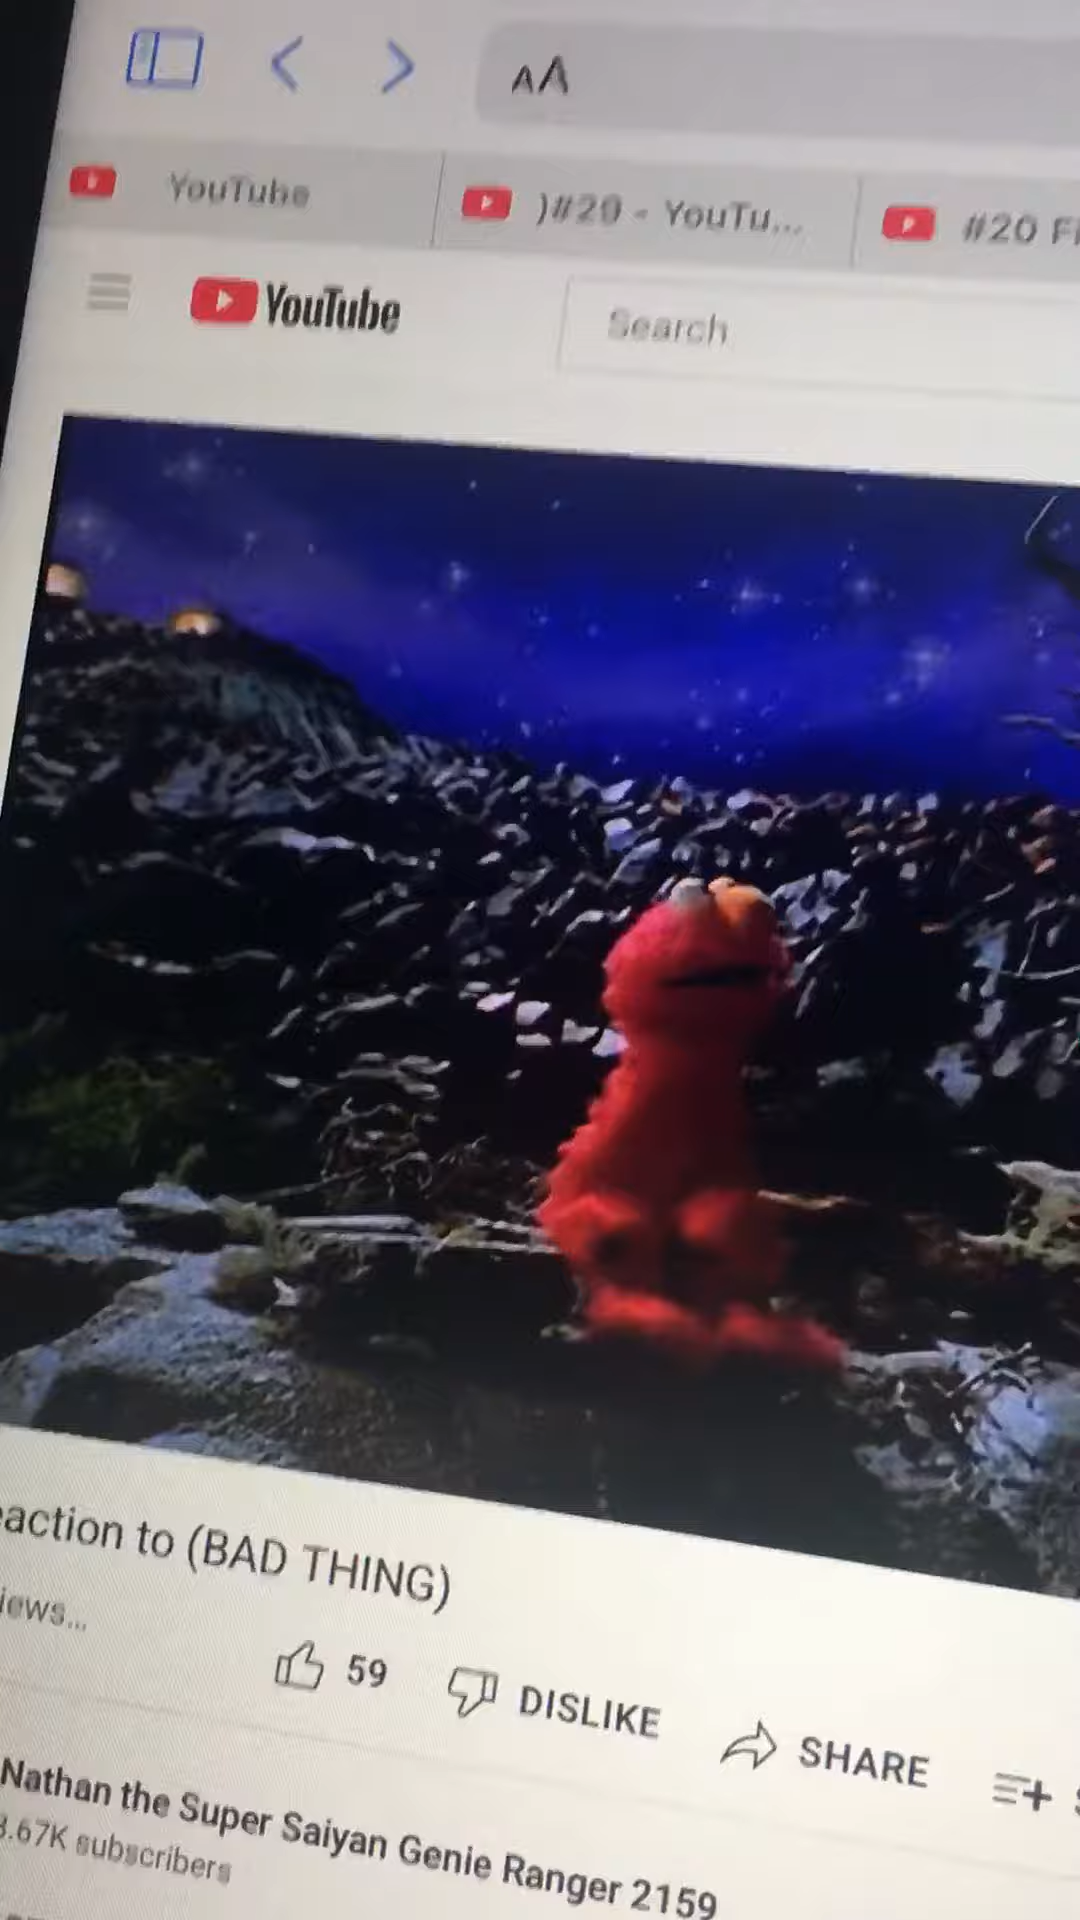 AA
YouTube
)#29 - YouTu...
#20 F
YouTube
Search
eaction to (BAD THING)
iews...
59
DISLIKE
SHARE
Nathan the Super Saiyan Genie Ranger 2159
3.67K subscribers